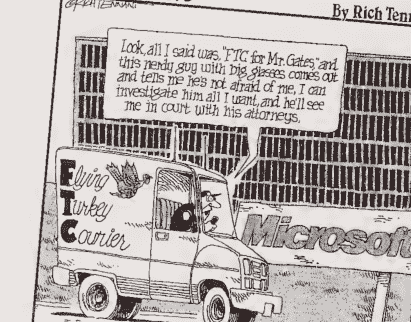 ©RICH TENNANT
By Rich Tenn
Look, all I said was, "FTC for Mr. Gates," and
this nerdy guy with big glasses comes out
and tells me he's not afraid of me, I can
investigate him all I want, and he'll see
me in court with his attorneys.
Flying
Turkey
Courier
Microsoft